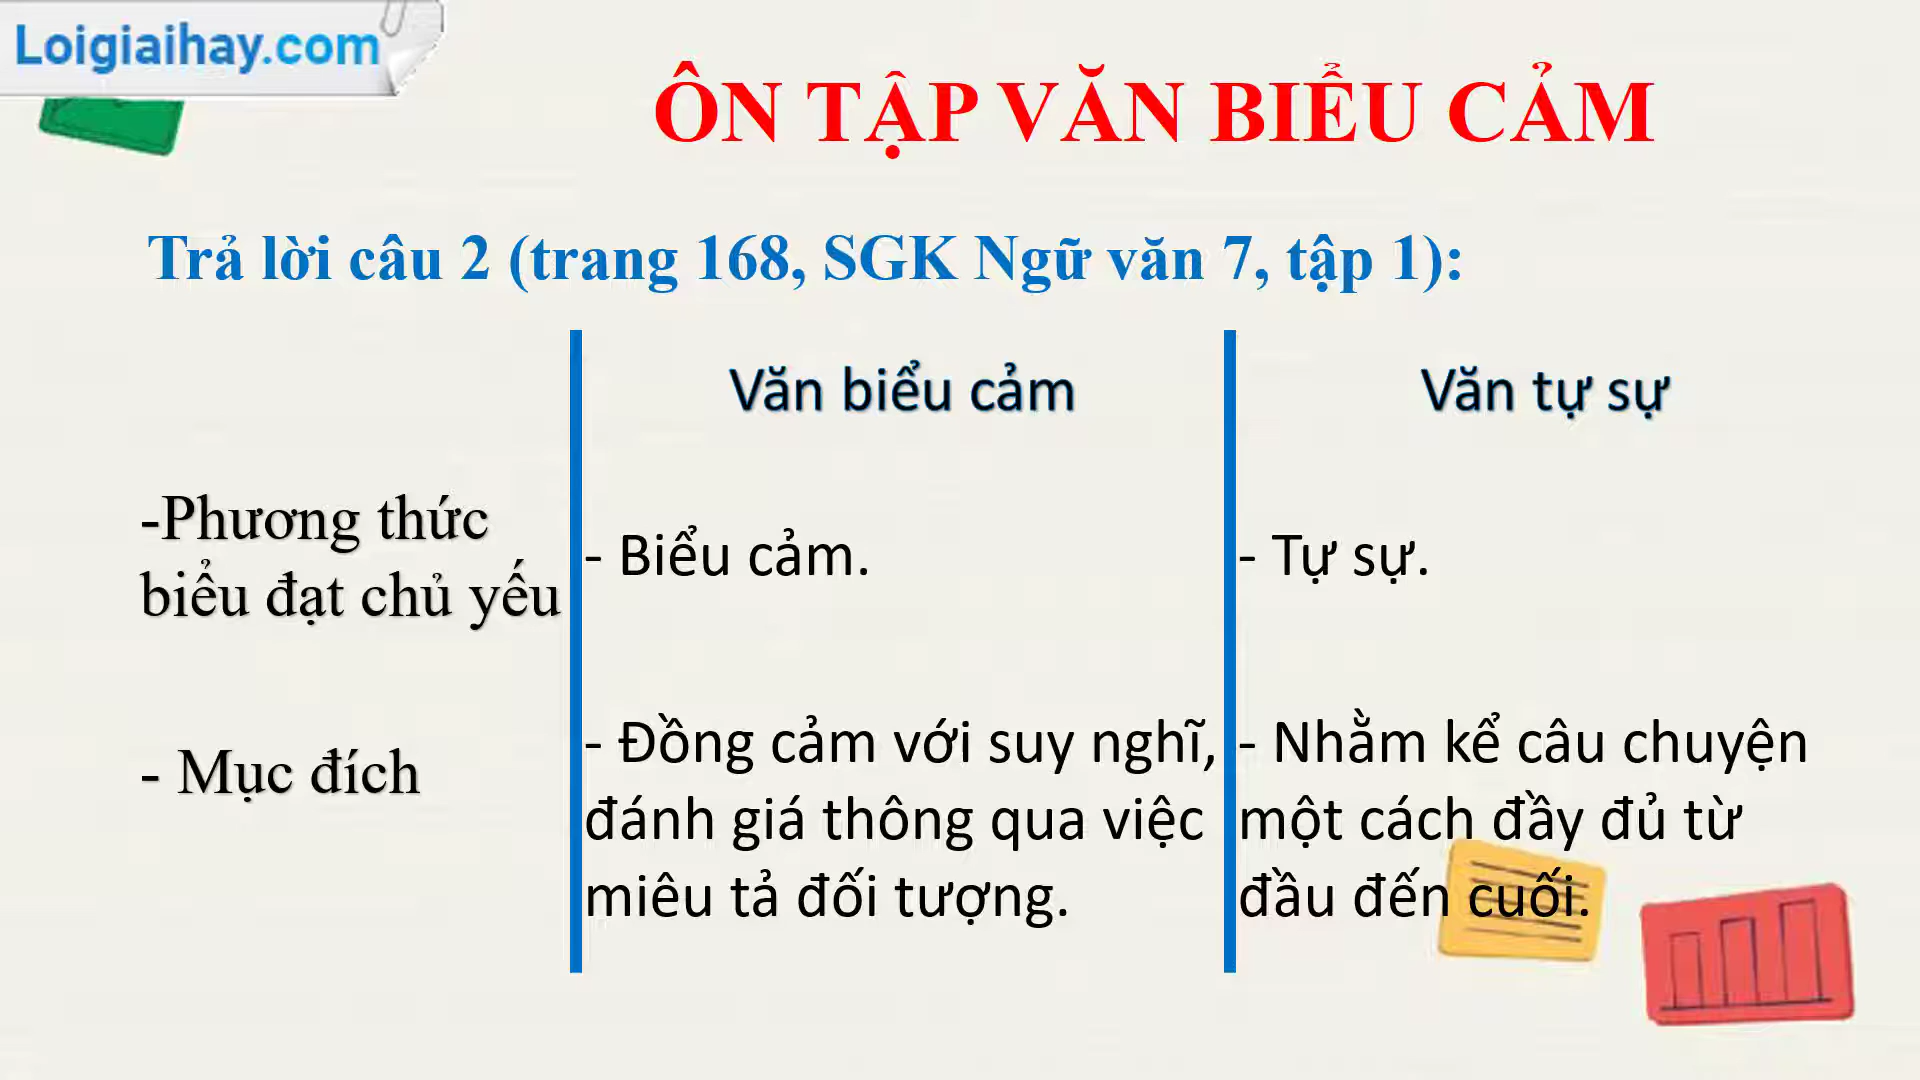 Loigiaihay.com
ÔN TẬP VĂN BIỂU CẢM
Trả lời câu 2 (trang 168, SGK Ngữ văn 7, tập 1):
Văn biểu cảm
Văn tự sự
-Phương thức
biểu đạt chủ yếu
- Biểu cảm.
- Tự sự.
- Mục đích
- Đồng cảm với suy nghĩ,
đánh giá thông qua việc
miêu tả đối tượng.
- Nhằm kể câu chuyện
một cách đầy đủ từ
đầu đến cuối.